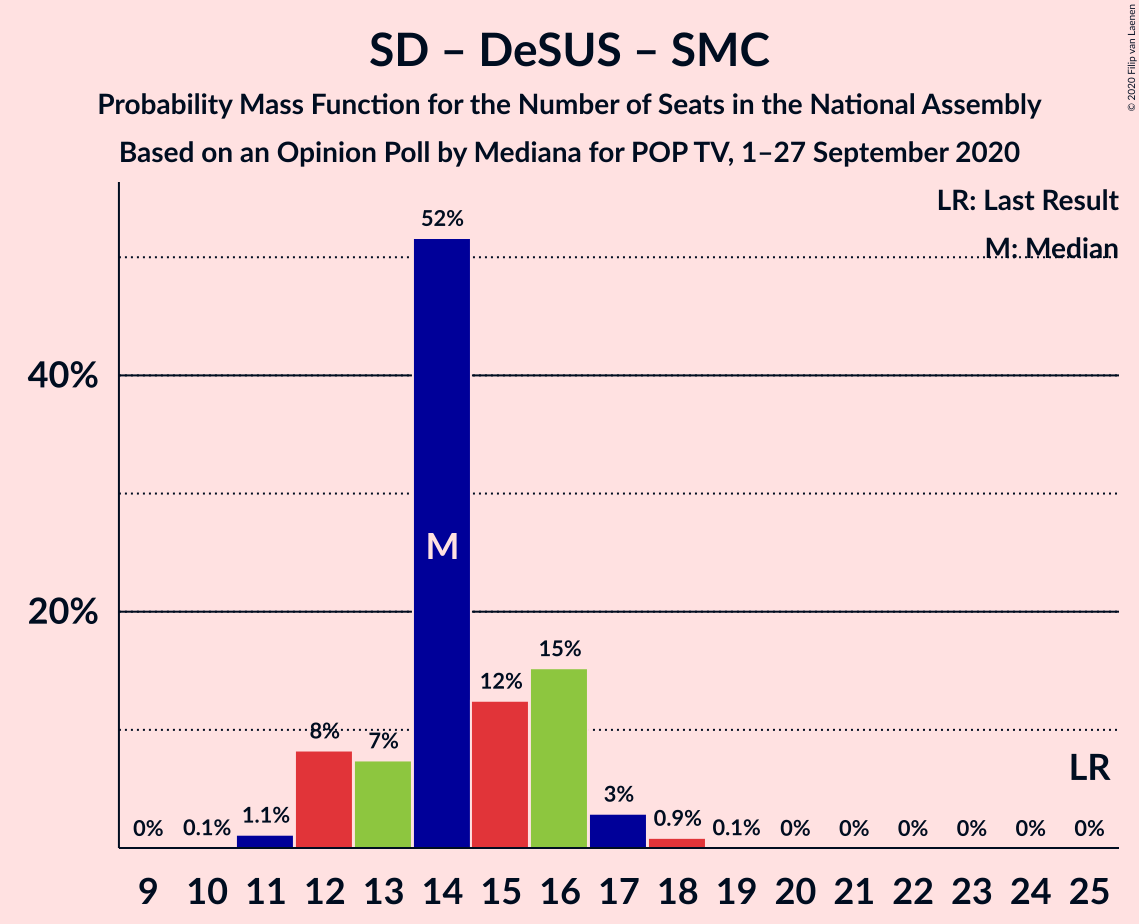 SD – DeSUS – SMC
Probability Mass Function for the Number of Seats in the National Assembly
Based on an Opinion Poll by Mediana for POP TV, 1–27 September 2020
© 2020 Filip van Laenen
LR: Last Result
M: Median
52%
40%
M
20%
15%
12%
8%
7%
LR
3%
1.1%
0.9%
0%
0.1%
0.1%
0%
0%
0%
0%
0%
0%
9 10 11 12 13 14 15 16 17 18 19 20 21 22 23 24 25